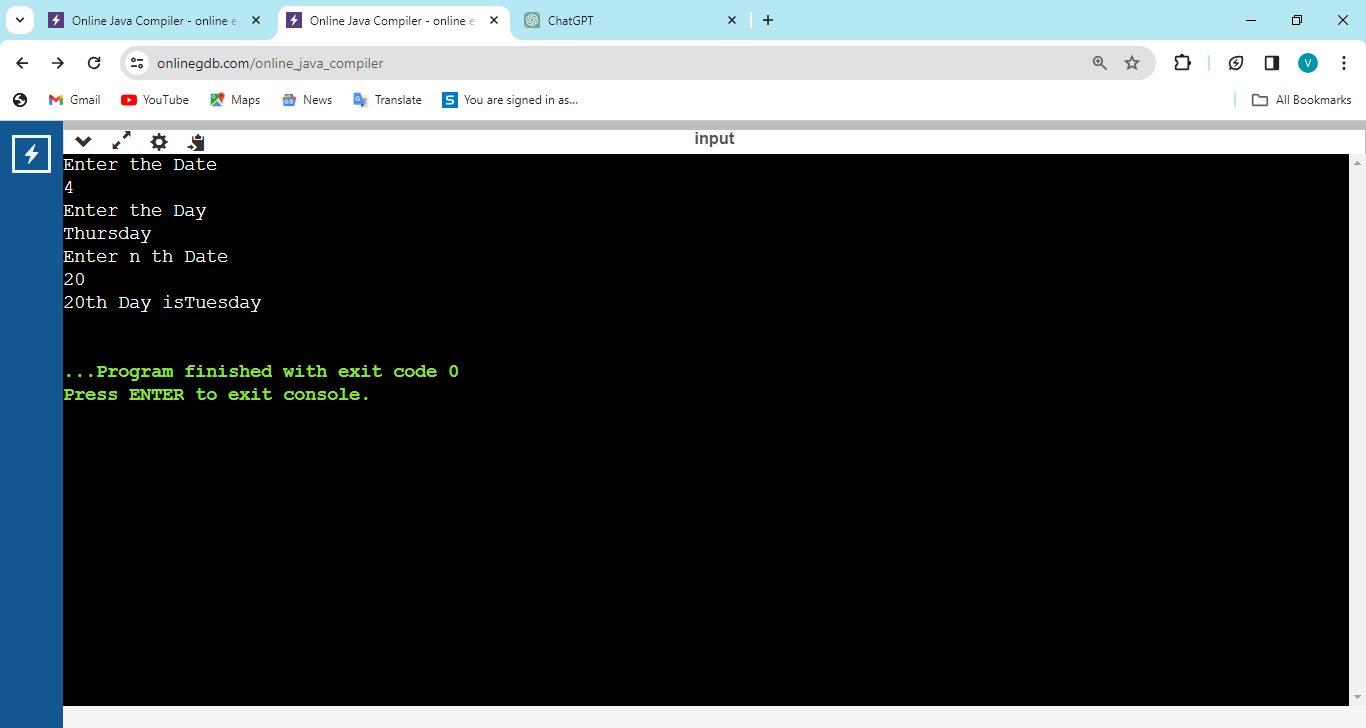 Online Java Compiler - online e
Online Java Compiler - online e
ChatGPT
onlinegdb.com/online_java_compiler
V
Gmail
YouTube
Maps
News
Translate
S
You are signed in as...
All Bookmarks
input
Enter the Date
4
Enter the Day
Thursday
Enter n th Date
20
20th Day isTuesday
...Program finished with exit code 0
Press ENTER to exit console.